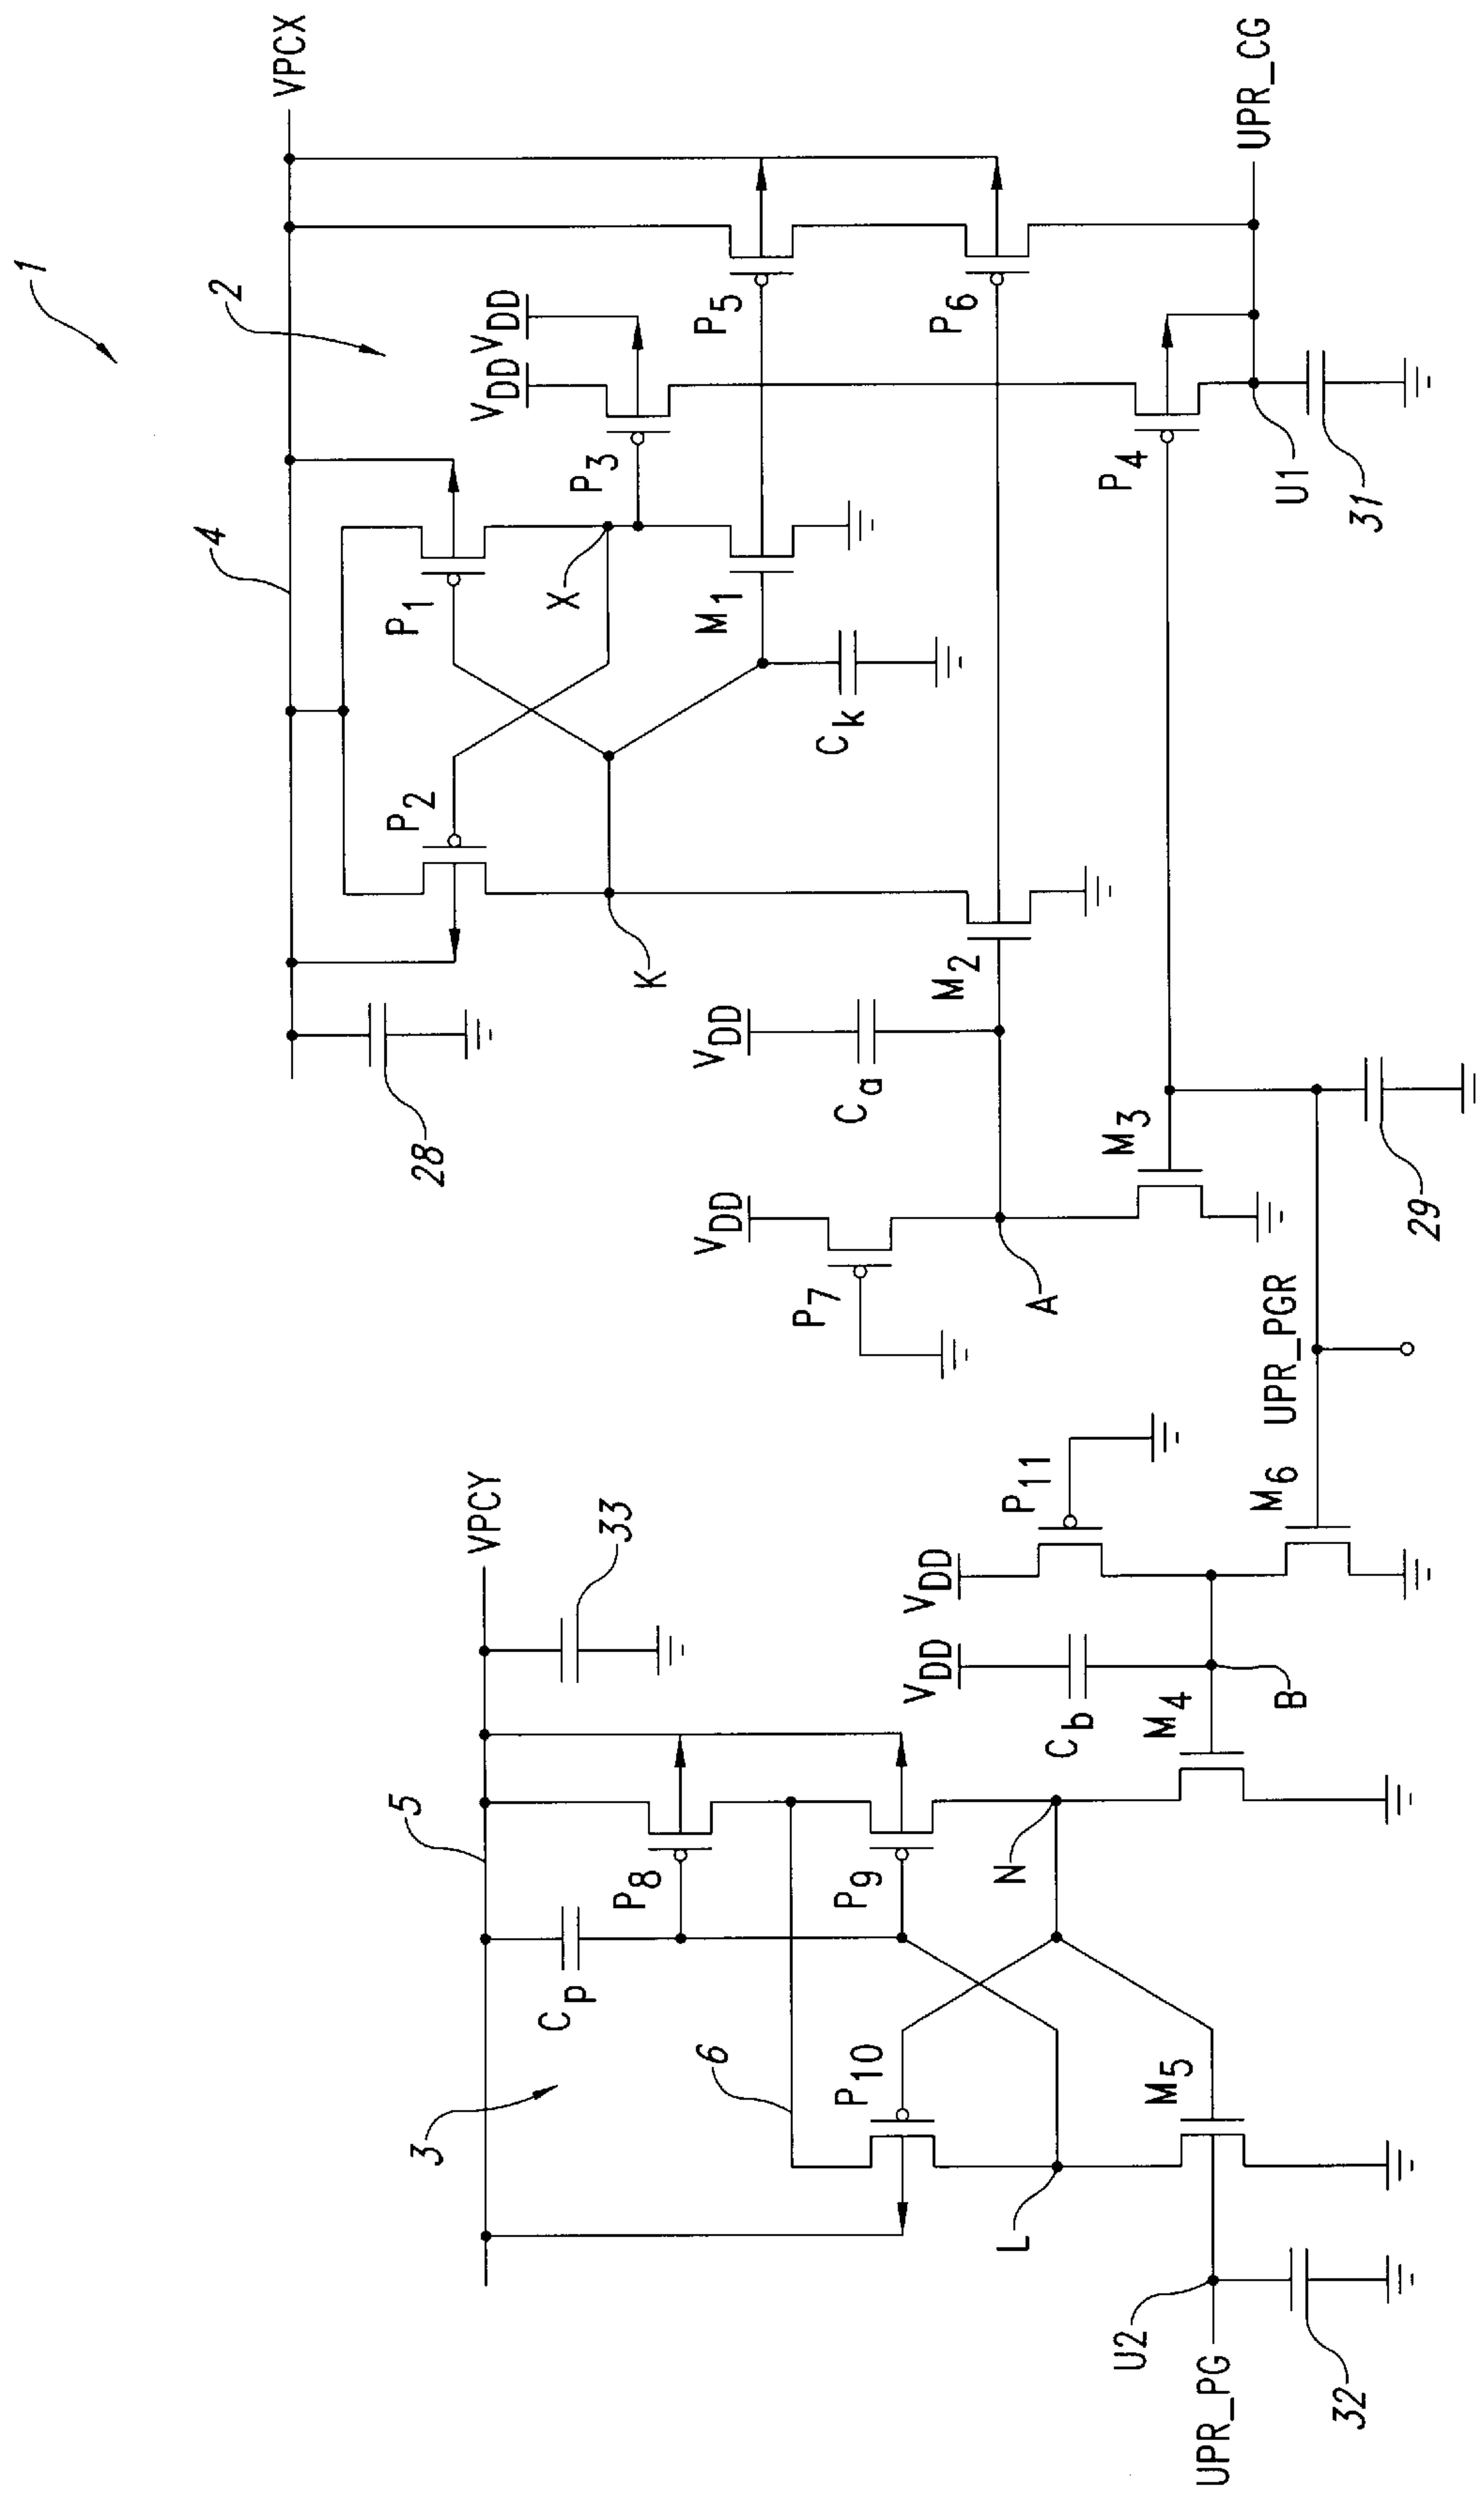 1
2
VPCX
4
VDD
VDD
P1
P2
P3
P5
P6
X
M1
Ck
K
28
VDD
Ca
M2
P4
UPR_CG
U1
31
VDD
P7
A
M3
29
UPR_PGR
VPCY
33
5
P11
VDD
M6
VDD
Cb
M4
B
P8
P9
N
Cp
3
6
P10
M5
L
U2
UPR_PG
32